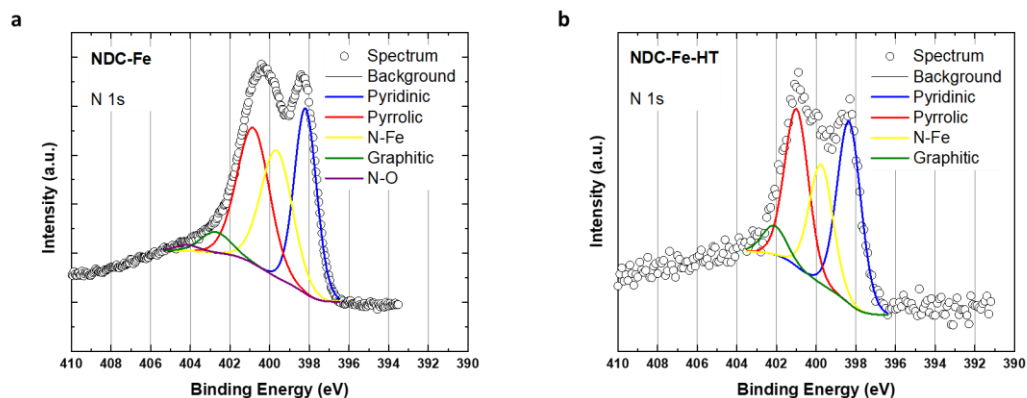 a
NDC-Fe
N 1s
Spectrum
Background
Pyridinic
Pyrrolic
N-Fe
Graphitic
N-O
Intensity (a.u.)
410 408 406 404 402 400 398 396 394 392 390
Binding Energy (eV)
b
NDC-Fe-HT
N 1s
Spectrum
Background
Pyridinic
Pyrrolic
N-Fe
Graphitic
Intensity (a.u.)
410 408 406 404 402 400 398 396 394 392 390
Binding Energy (eV)